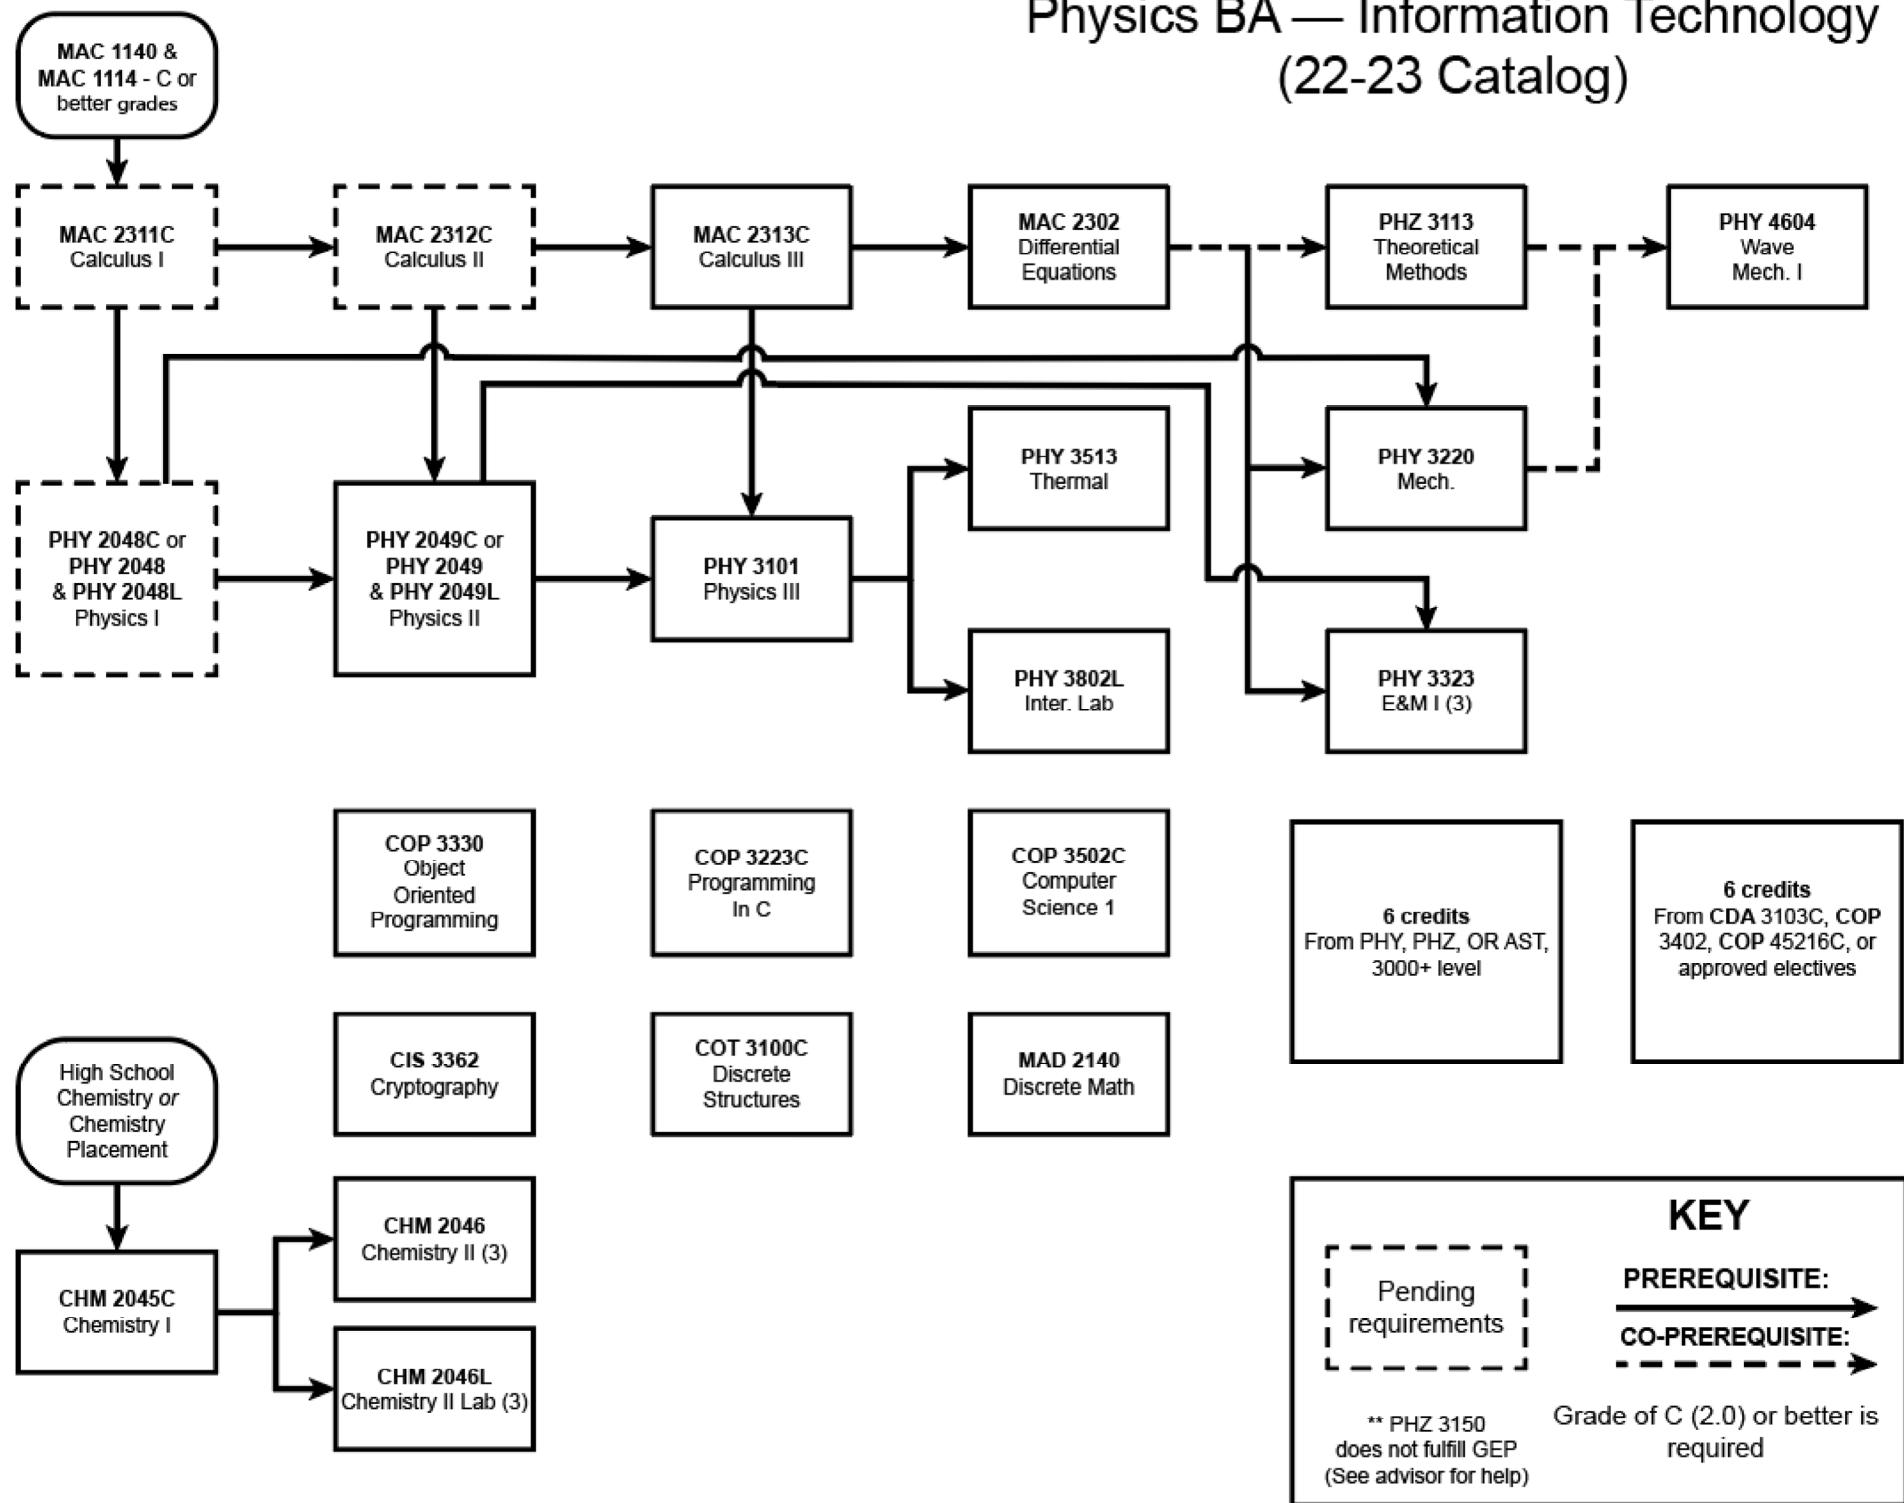 Physics BA — Information Technology
(22-23 Catalog)
MAC 1140 &
MAC 1114 - C or
better grades
MAC 2311C
Calculus I
MAC 2312C
Calculus II
MAC 2313C
Calculus III
MAC 2302
Differential
Equations
PHZ 3113
Theoretical
Methods
PHY 4604
Wave
Mech. I
PHY 3513
Thermal
PHY 3220
Mech.
PHY 2048C or
PHY 2048
& PHY 2048L
Physics I
PHY 2049C or
PHY 2049
& PHY 2049L
Physics II
PHY 3101
Physics III
PHY 3802L
Inter. Lab
PHY 3323
E&M I (3)
COP 3330
Object
Oriented
Programming
COP 3223C
Programming
In C
COP 3502C
Computer
Science 1
6 credits
From PHY, PHZ, OR AST,
3000+ level
6 credits
From CDA 3103C, COP
3402, COP 45216C, or
approved electives
CIS 3362
Cryptography
COT 3100C
Discrete
Structures
MAD 2140
Discrete Math
High School
Chemistry or
Chemistry
Placement
CHM 2045C
Chemistry I
CHM 2046
Chemistry II (3)
CHM 2046L
Chemistry II Lab (3)
KEY
Pending
requirements
PREREQUISITE:
CO-PREREQUISITE:
** PHZ 3150
does not fulfill GEP
(See advisor for help)
Grade of C (2.0) or better is
required